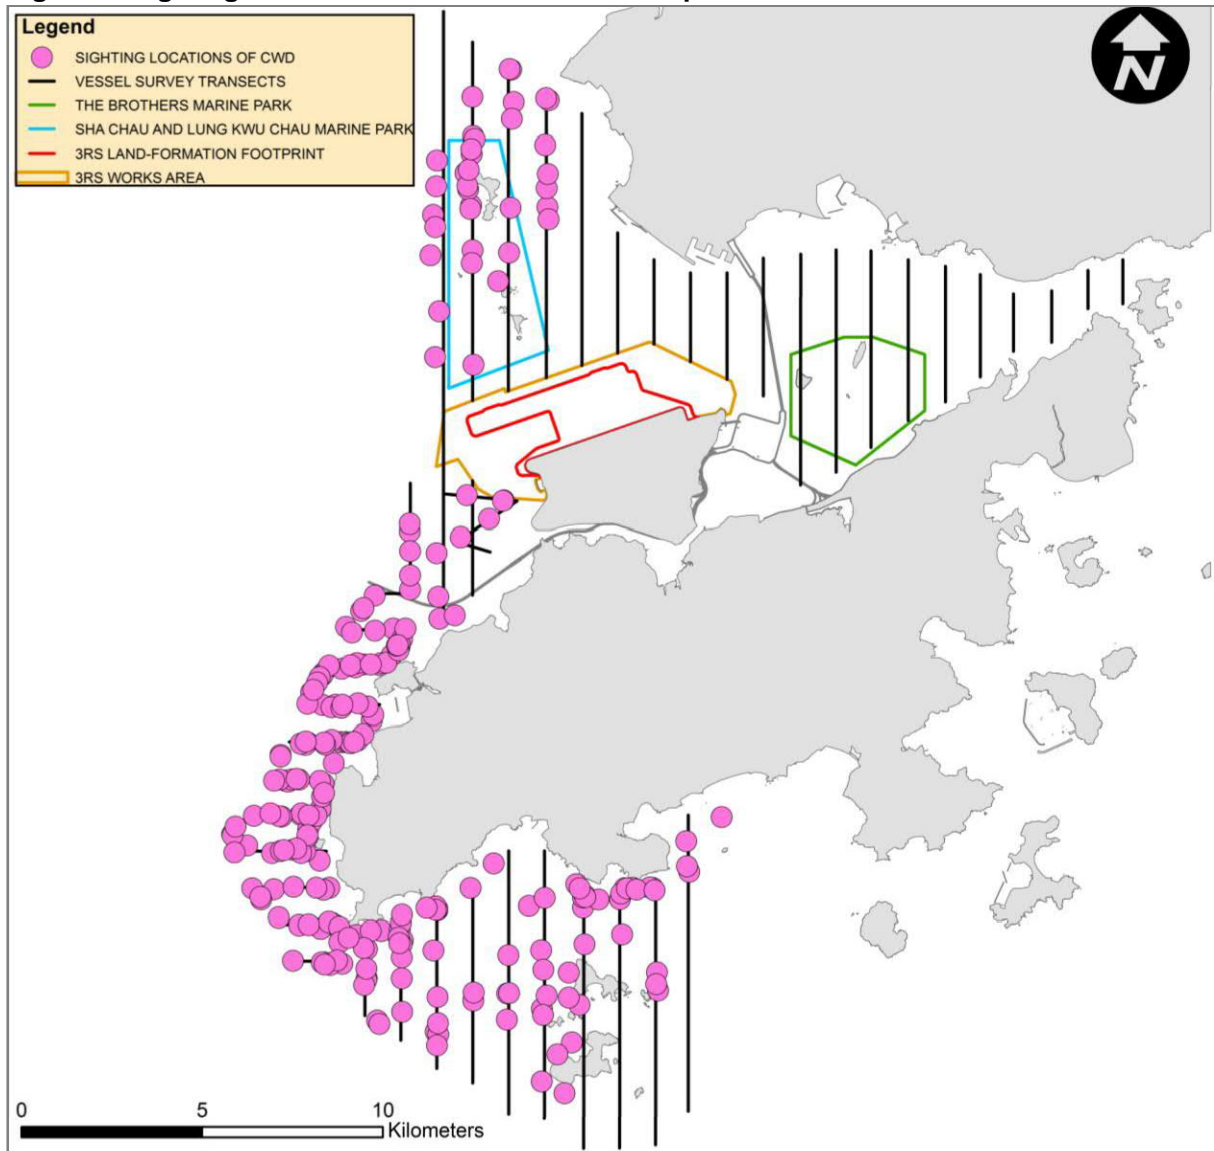 Legend
SIGHTING LOCATIONS OF CWD
VESSEL SURVEY TRANSECTS
THE BROTHERS MARINE PARK
SHA CHAU AND LUNG KWU CHAU MARINE PARK
3RS LAND-FORMATION FOOTPRINT
3RS WORKS AREA
N
0 5 10
Kilometers